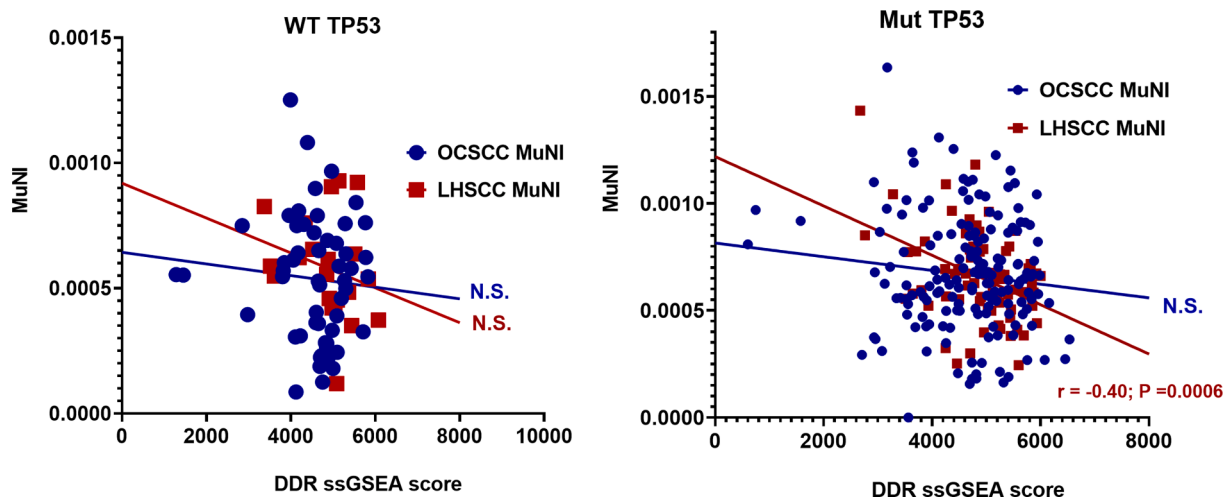 WT TP53
0.0015
0.0010
0.0005
0.0000
MuNI
OCSCC MuNI
LHSCC MuNI
N.S.
N.S.
0 2000 4000 6000 8000 10000
DDR ssGSEA score
Mut TP53
0.0015
0.0010
0.0005
0.0000
MuNI
OCSCC MuNI
LHSCC MuNI
N.S.
r = -0.40; P =0.0006
0 2000 4000 6000 8000
DDR ssGSEA score